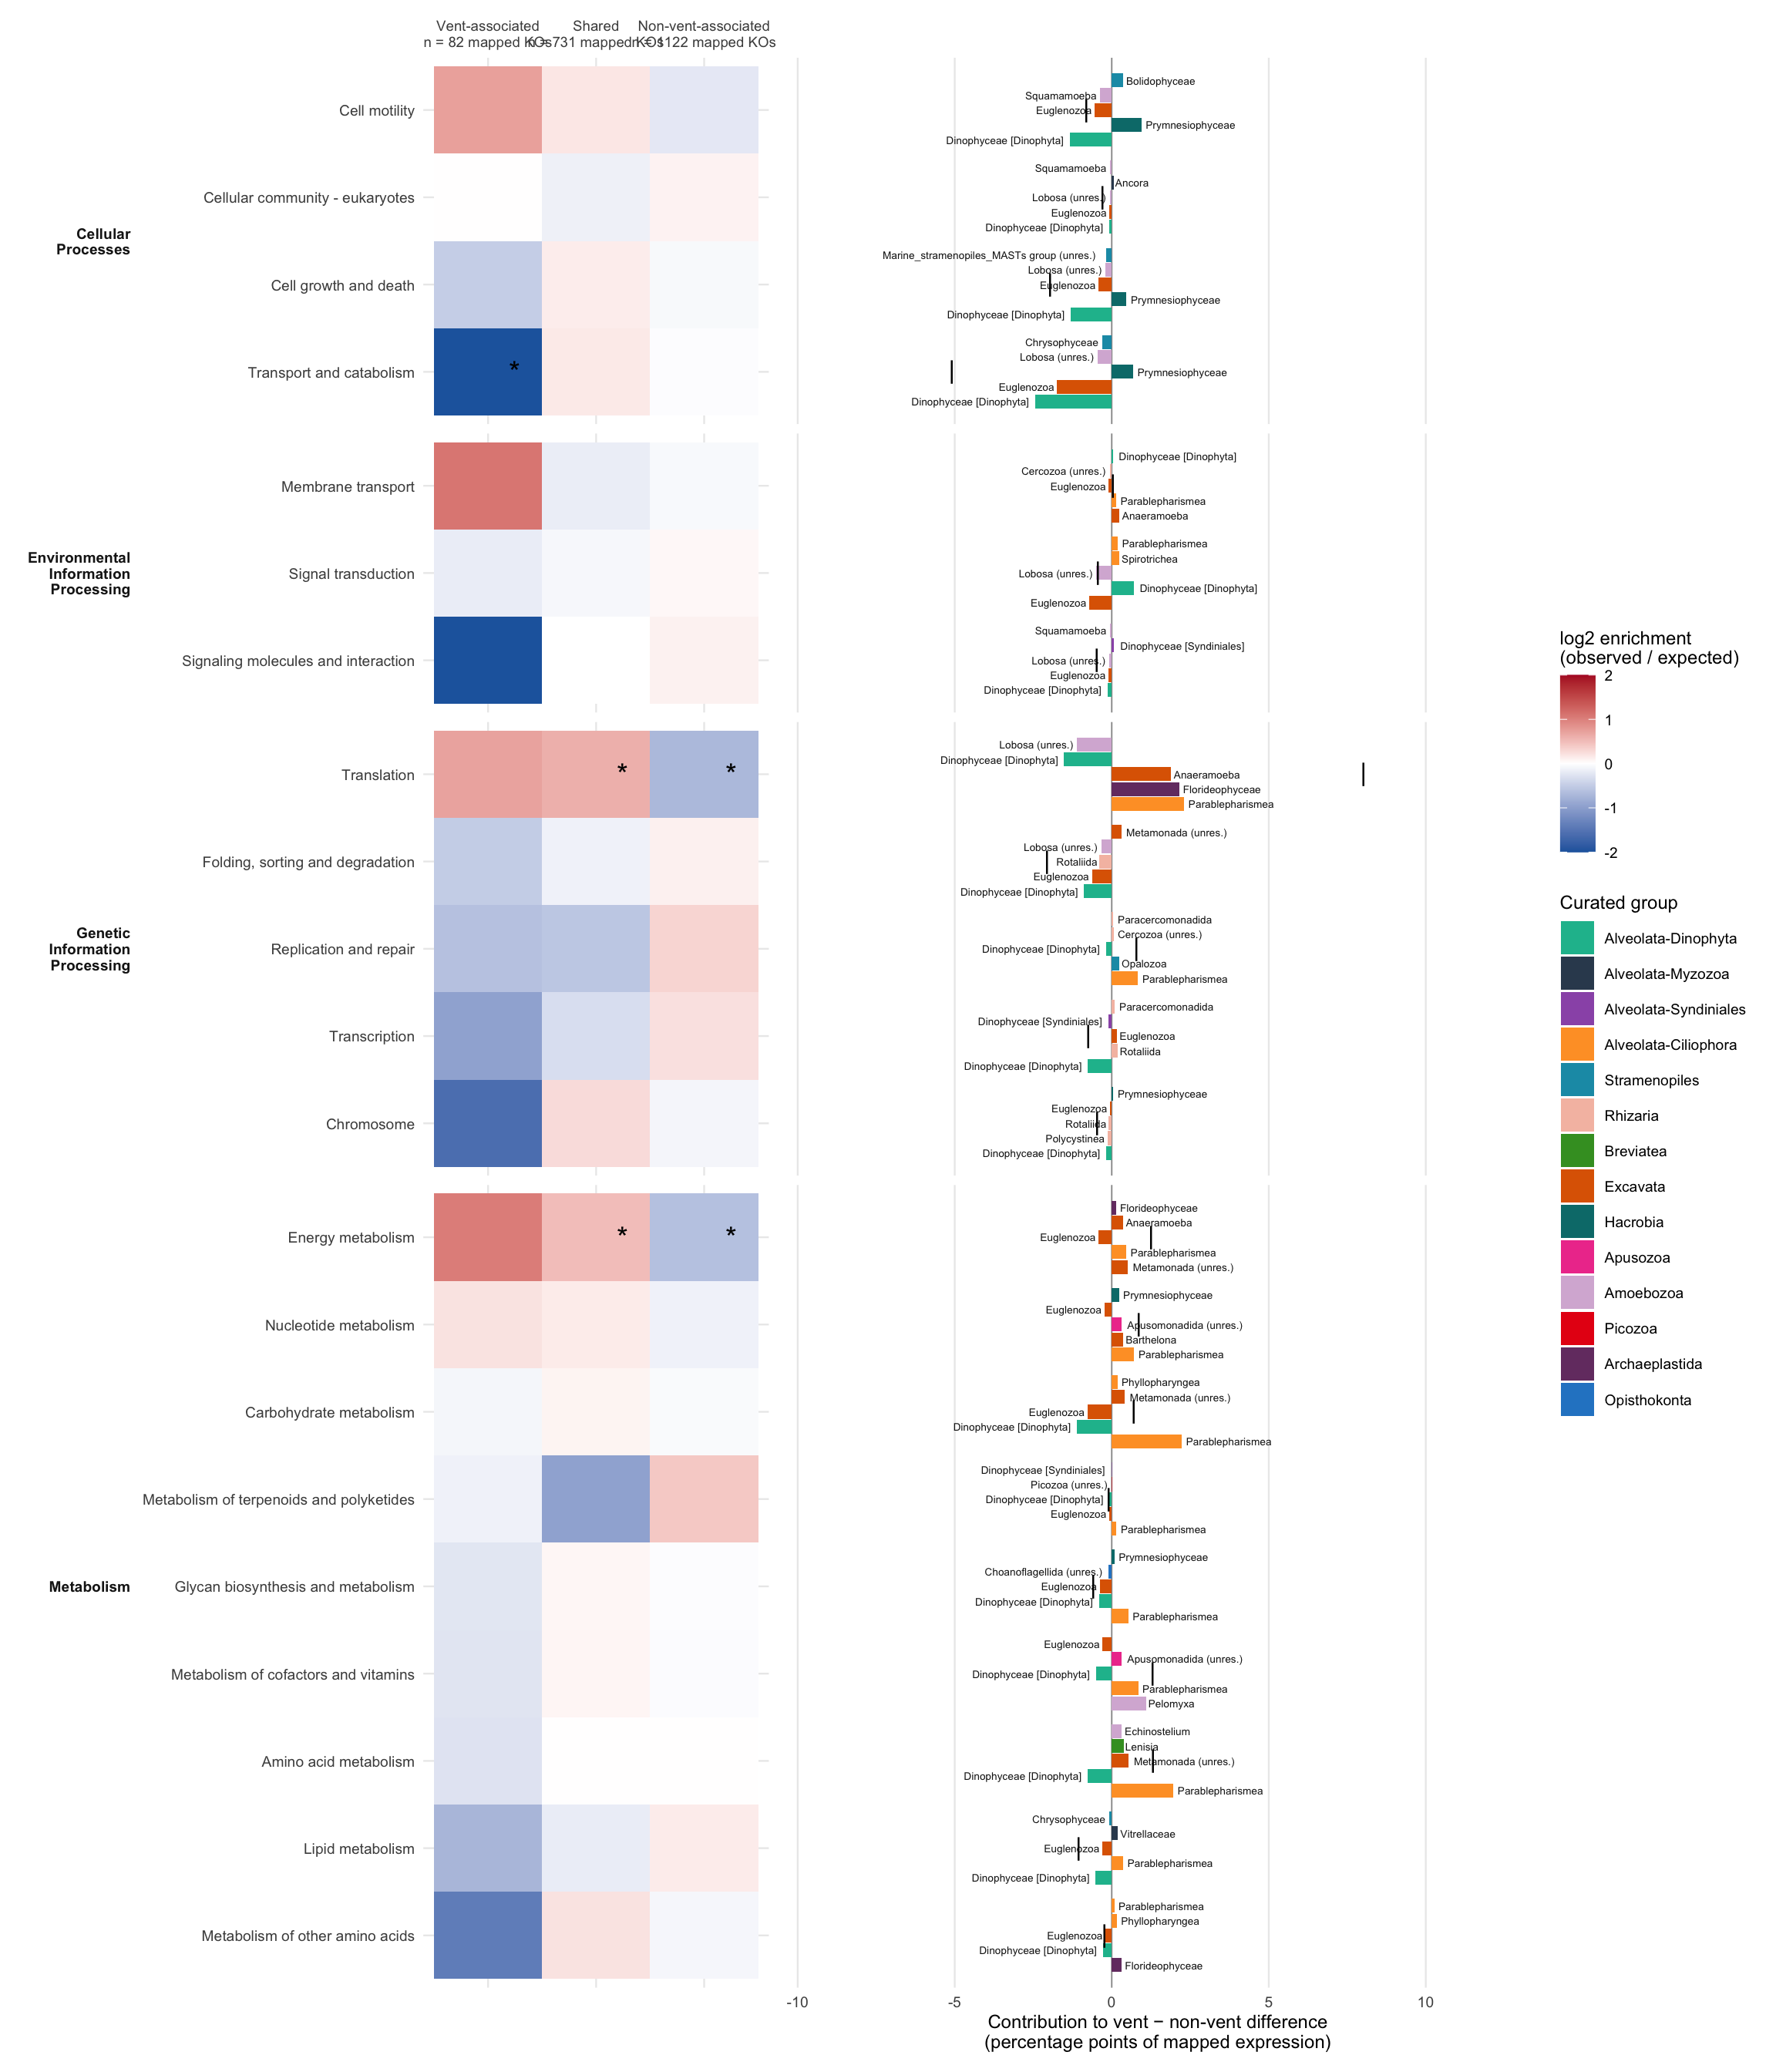 Vent-associated
n = 82 mapped KOs
Shared
n = 731 mapped KOs
Non-vent-associated
n = 1122 mapped KOs
Cellular
Processes
Cell motility
*
Cellular community - eukaryotes
Cell growth and death
Transport and catabolism
Bolidophyceae
Squamamoeba
Euglenozoa
Prymnesiophyceae
Dinophyceae [Dinophyta]
Squamamoeba
Ancora
Lobosa (unres.)
Euglenozoa
Dinophyceae [Dinophyta]
Marine_stramenopiles_MASTs group (unres.)
Lobosa (unres.)
Euglenozoa
Prymnesiophyceae
Dinophyceae [Dinophyta]
Chrysophyceae
Lobosa (unres.)
Prymnesiophyceae
Euglenozoa
Dinophyceae [Dinophyta]
Environmental
Information
Processing
Membrane transport
Signal transduction
Signaling molecules and interaction
Dinophyceae [Dinophyta]
Cercozoa (unres.)
Euglenozoa
Parablepharismea
Anaeramoeba
Parablepharismea
Spirotrichea
Lobosa (unres.)
Dinophyceae [Dinophyta]
Euglenozoa
Squamamoeba
Dinophyceae [Syndiniales]
Lobosa (unres.)
Euglenozoa
Dinophyceae [Dinophyta]
Genetic
Information
Processing
Translation
* *
Folding, sorting and degradation
Replication and repair
Transcription
Chromosome
Lobosa (unres.)
Dinophyceae [Dinophyta]
Anaeramoeba
Florideophyceae
Parablepharismea
Metamonada (unres.)
Lobosa (unres.)
Rotaliida
Euglenozoa
Dinophyceae [Dinophyta]
Paracercomonadida
Cercozoa (unres.)
Dinophyceae [Dinophyta]
Opalozoa
Parablepharismea
Paracercomonadida
Dinophyceae [Syndiniales]
Euglenozoa
Rotaliida
Dinophyceae [Dinophyta]
Prymnesiophyceae
Euglenozoa
Rotaliida
Polycystinea
Dinophyceae [Dinophyta]
Metabolism
Energy metabolism
* *
Nucleotide metabolism
Carbohydrate metabolism
Metabolism of terpenoids and polyketides
Glycan biosynthesis and metabolism
Metabolism of cofactors and vitamins
Amino acid metabolism
Lipid metabolism
Metabolism of other amino acids
Florideophyceae
Anaeramoeba
Euglenozoa
Parablepharismea
Metamonada (unres.)
Prymnesiophyceae
Euglenozoa
Apusomonadida (unres.)
Barthelona
Parablepharismea
Phyllopharyngea
Metamonada (unres.)
Euglenozoa
Dinophyceae [Dinophyta]
Parablepharismea
Dinophyceae [Syndiniales]
Picozoa (unres.)
Dinophyceae [Dinophyta]
Euglenozoa
Parablepharismea
Prymnesiophyceae
Choanoflagellida (unres.)
Euglenozoa
Dinophyceae [Dinophyta]
Parablepharismea
Euglenozoa
Apusomonadida (unres.)
Dinophyceae [Dinophyta]
Parablepharismea
Pelomyxa
Echinostelium
Lenisia
Metamonada (unres.)
Dinophyceae [Dinophyta]
Parablepharismea
Chrysophyceae
Vitrellaceae
Euglenozoa
Parablepharismea
Dinophyceae [Dinophyta]
Parablepharismea
Phyllopharyngea
Euglenozoa
Dinophyceae [Dinophyta]
Florideophyceae
-10 -5 0 5 10
Contribution to vent − non-vent difference
(percentage points of mapped expression)
log2 enrichment
(observed / expected)
2
1
0
-1
-2
Curated group
Alveolata-Dinophyta
Alveolata-Myzozoa
Alveolata-Syndiniales
Alveolata-Ciliophora
Stramenopiles
Rhizaria
Breviatea
Excavata
Hacrobia
Apusozoa
Amoebozoa
Picozoa
Archaeplastida
Opisthokonta